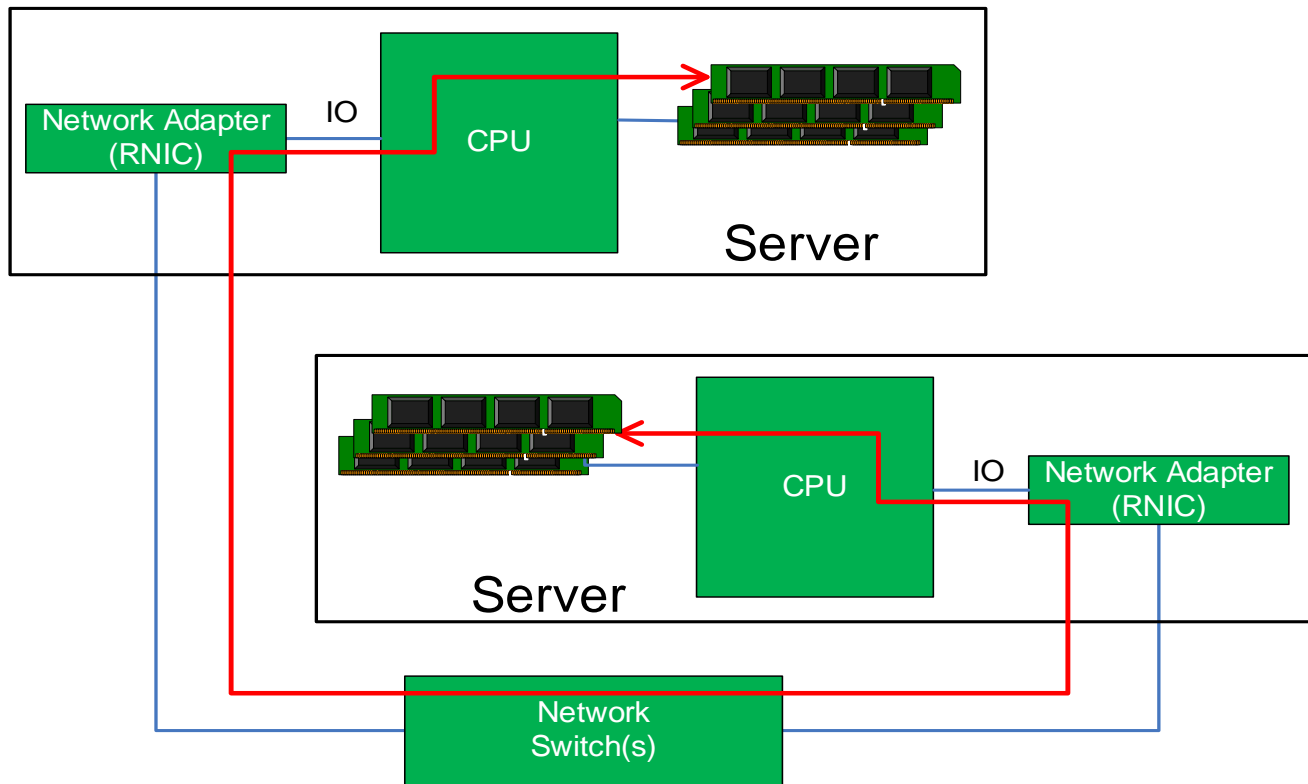 Network Adapter
(RNIC)
IO
CPU
Server
CPU
IO
Network Adapter
(RNIC)
Server
Network
Switch(s)